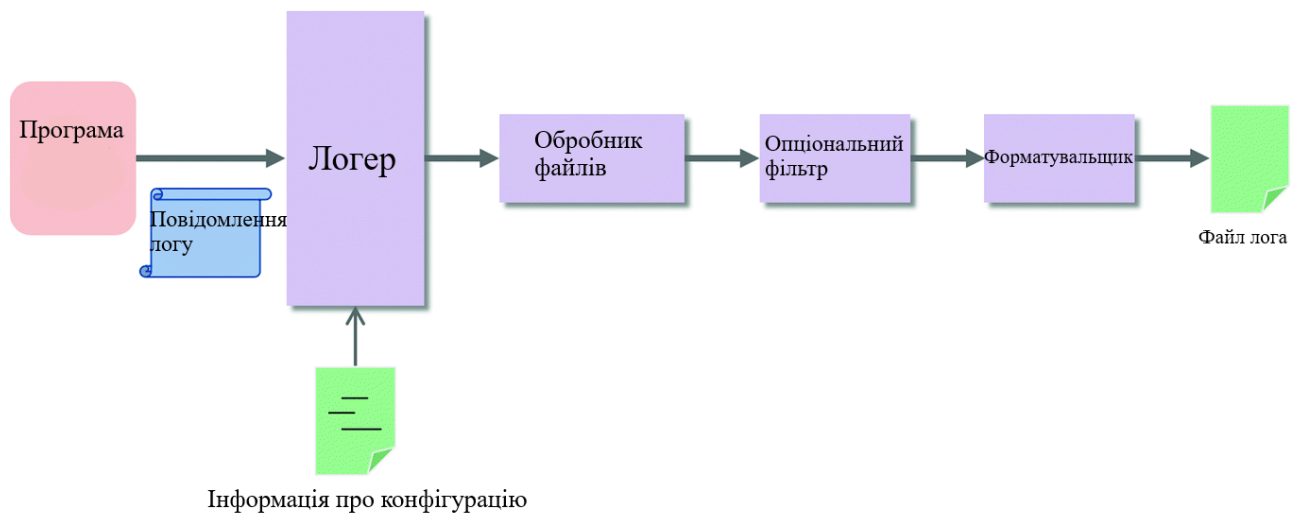 Програма
Повідомлення
логу
Логер
Обробник
файлів
Опціональний
фільтр
Форматувальщик
Файл лога
Інформація про конфігурацію